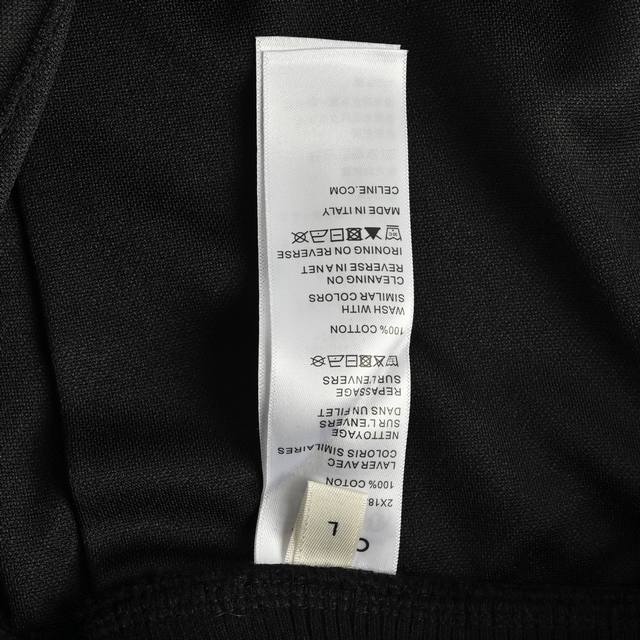 L
2X18
100% COTON
LAVER AVEC
COLORIS SIMILAIRES
NETTOYAGE
SUR L'ENVERS
DANS UN FILET
REPASSAGE
SUR L'ENVERS
100% COTTON
WASH WITH
SIMILAR COLORS
CLEANING ON
REVERSE IN A NET
IRONING ON REVERSE
MADE IN ITALY
CELINE.COM